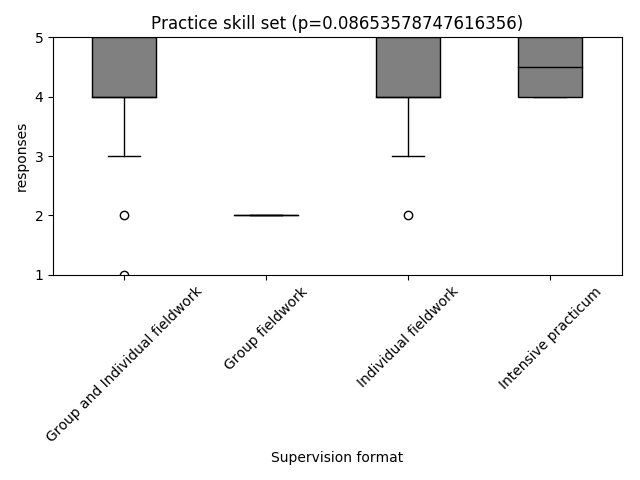 Practice skill set (p=0.08653578747616356)
5
4
3
2
1
responses
Group and Individual fieldwork
Group fieldwork
Individual fieldwork
Intensive practicum
Supervision format